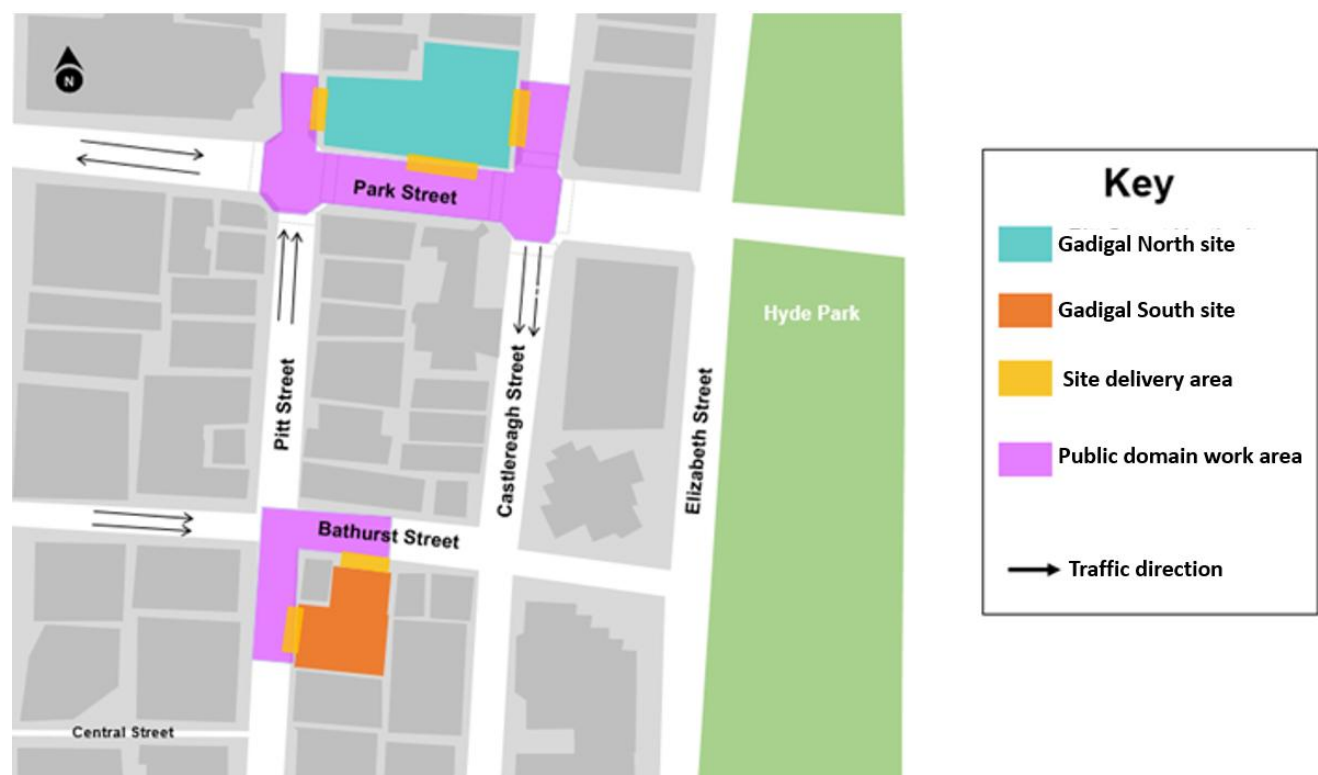 N
Park Street
Hyde Park
Pitt Street
Castlereagh Street
Elizabeth Street
Bathurst Street
Central Street
Key
Gadigal North site
Gadigal South site
Site delivery area
Public domain work area
Traffic direction